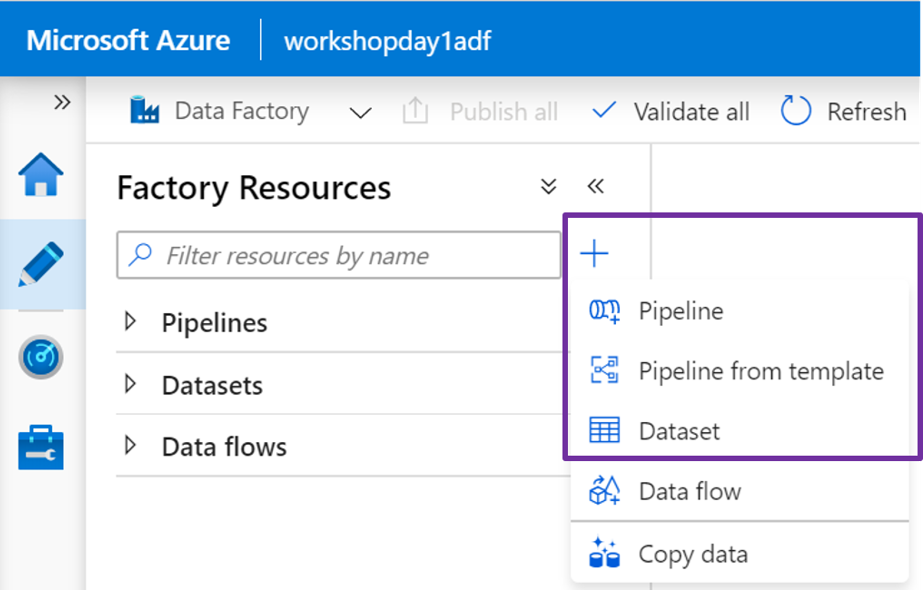 Microsoft Azure workshopday1adf
Data Factory Publish all Validate all Refresh
Factory Resources
Filter resources by name
Pipelines
Datasets
Data flows
Pipeline
Pipeline from template
Dataset
Data flow
Copy data